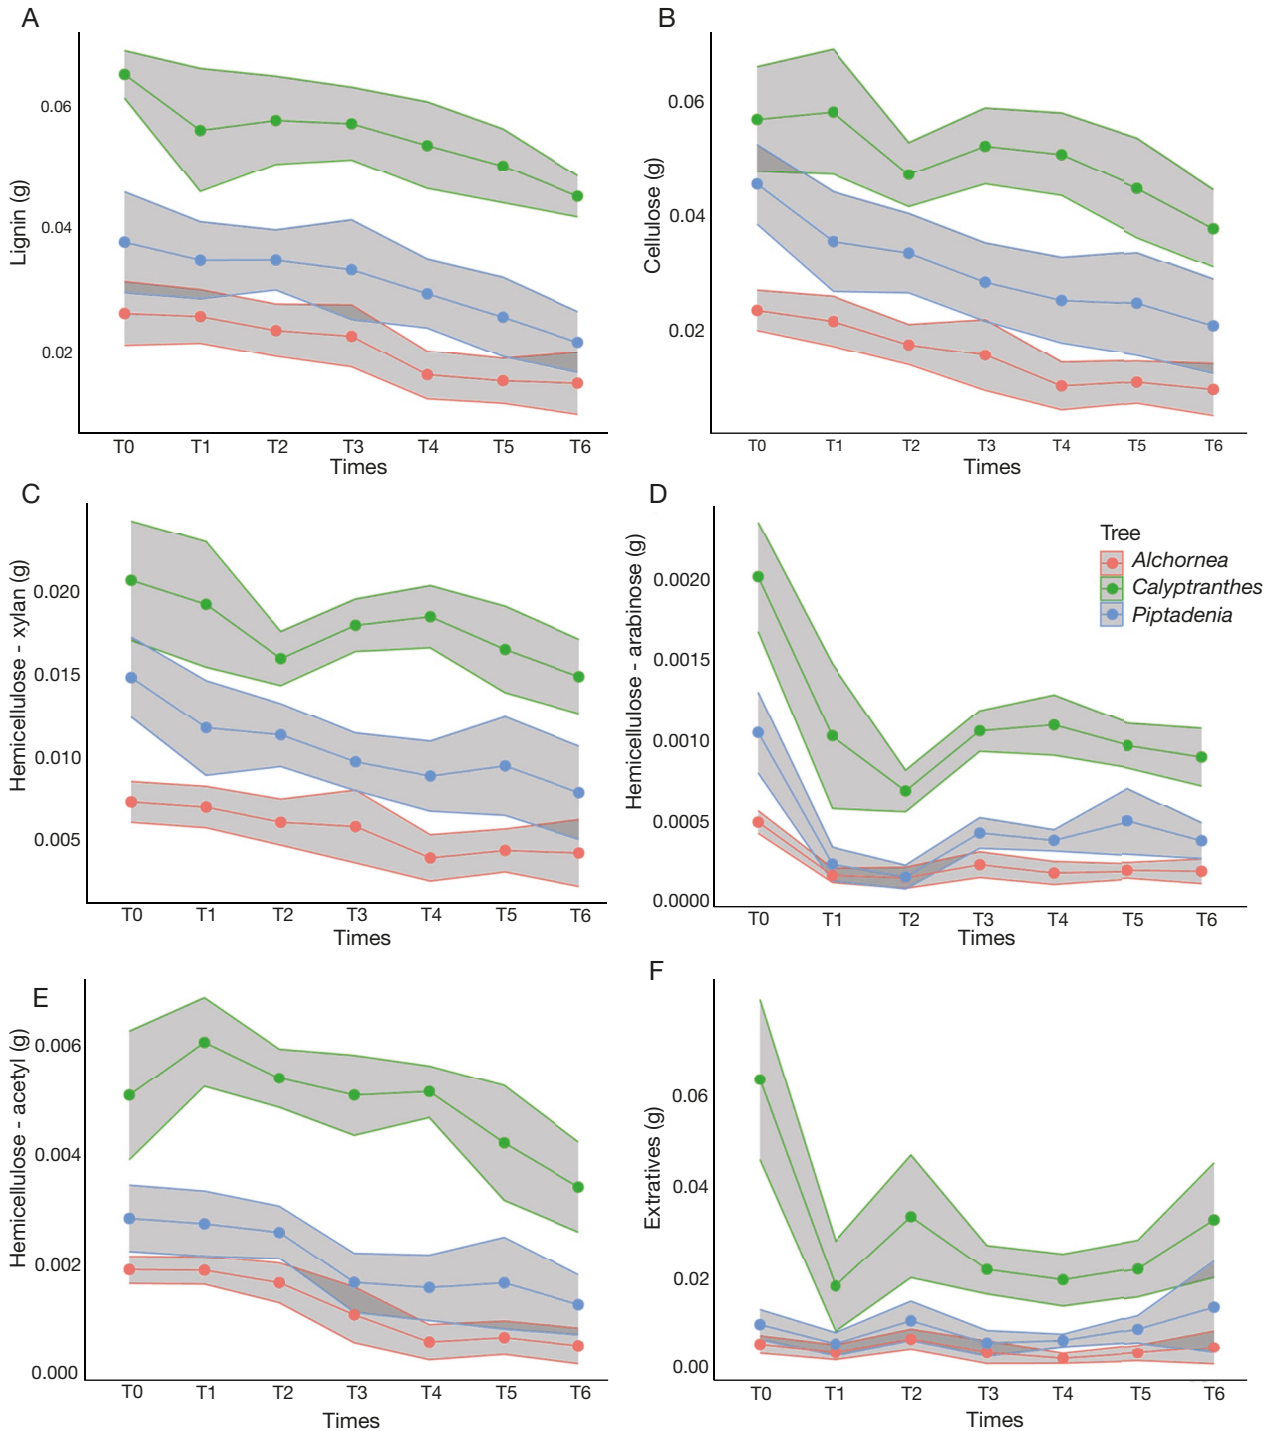 A
Lignin (g)
0.06
0.04
0.02
T0 T1 T2 T3 T4 T5 T6
Times
B
Cellulose (g)
0.06
0.04
0.02
T0 T1 T2 T3 T4 T5 T6
Times
C
Hemicellulose - xylan (g)
0.020
0.015
0.010
0.005
T0 T1 T2 T3 T4 T5 T6
Times
D
Hemicellulose - arabinose (g)
0.0020
0.0015
0.0010
0.0005
0.0000
T0 T1 T2 T3 T4 T5 T6
Times
Tree
Alchornea
Calyptranthes
Piptadenia
E
Hemicellulose - acetyl (g)
0.006
0.004
0.002
0.000
T0 T1 T2 T3 T4 T5 T6
Times
F
Extratives (g)
0.06
0.04
0.02
0.00
T0 T1 T2 T3 T4 T5 T6
Times